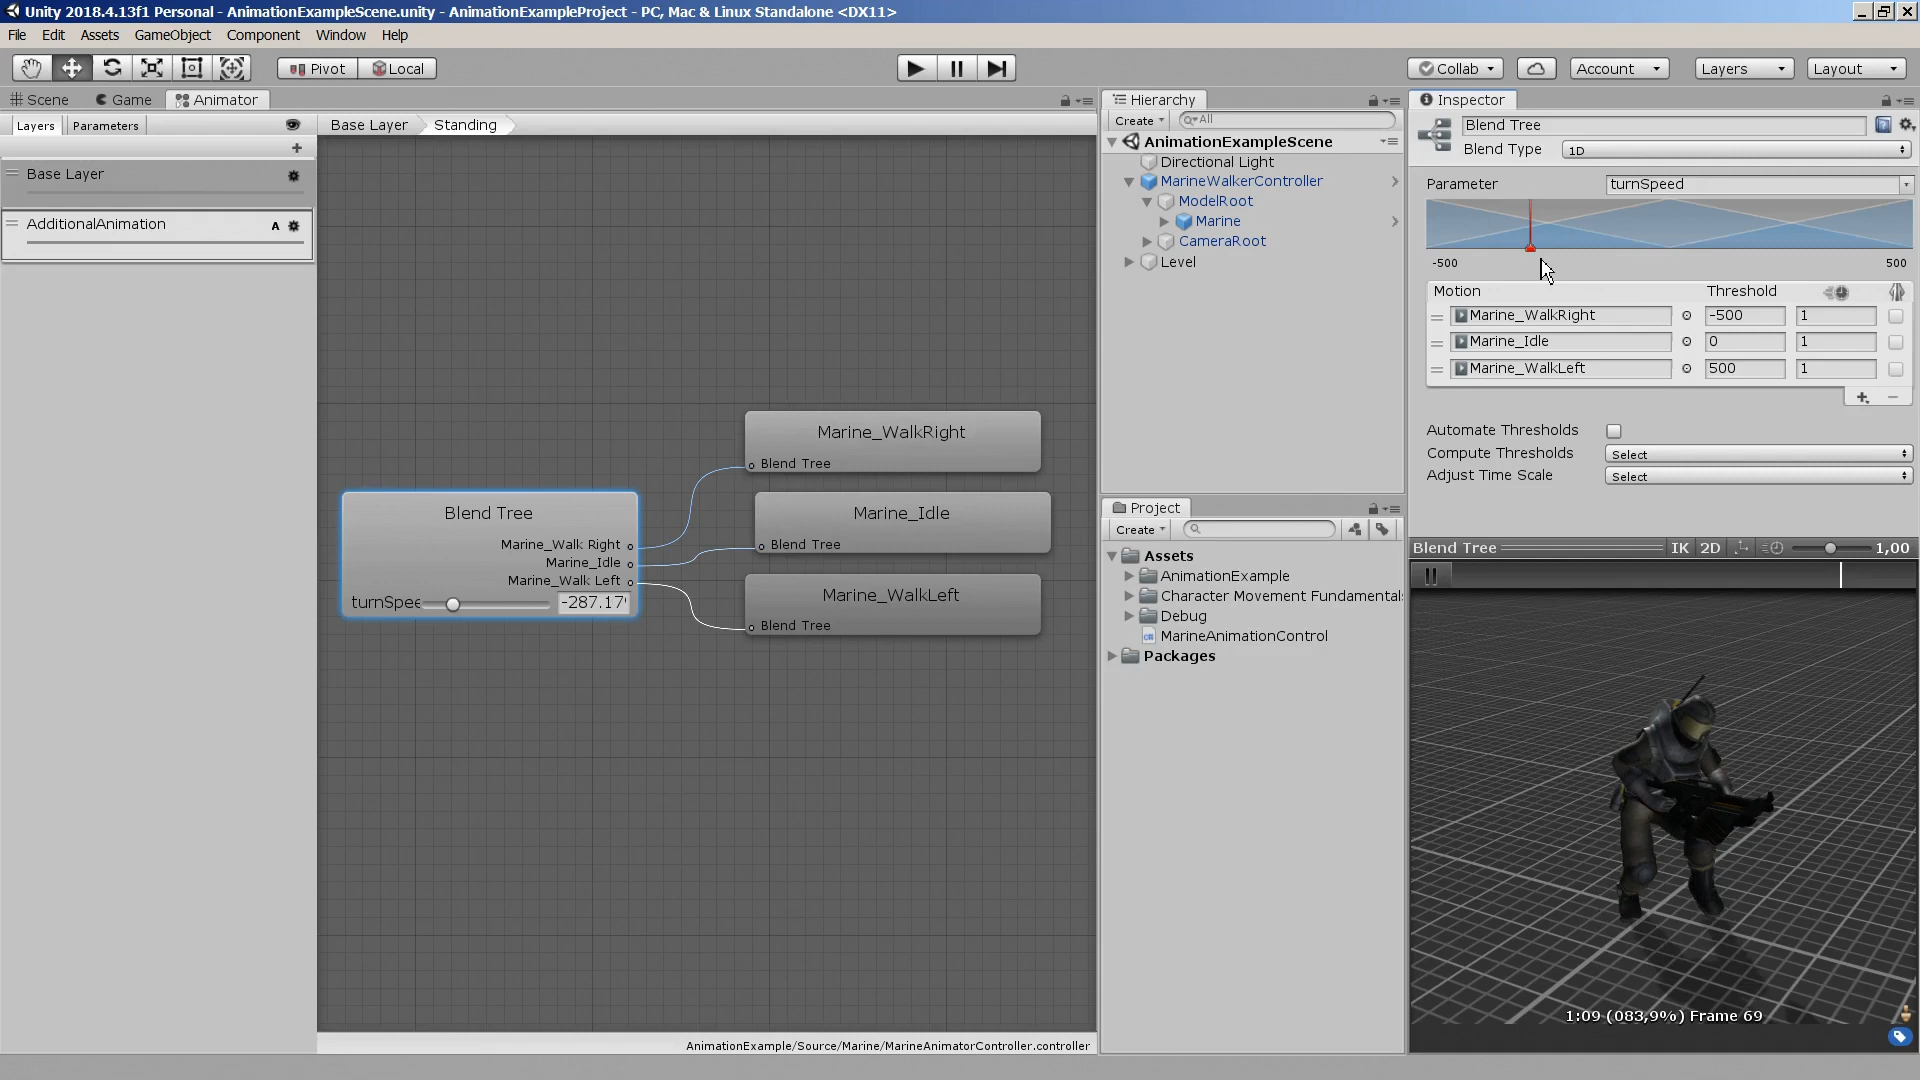 Unity 2018.4.13f1 Personal - AnimationExampleScene.unity - AnimationExampleProject - PC, Mac & Linux Standalone <DX11>
File Edit Assets GameObject Component Window Help
Pivot Local Collab Account Layers Layout
Scene Game Animator
Layers Parameters
Base Layer
AdditionalAnimation A
Base Layer Standing
Blend Tree
Marine_Walk Right
Marine_Idle
Marine_Walk Left
turnSpee -287.17
Marine_WalkRight
Blend Tree
Marine_Idle
Blend Tree
Marine_WalkLeft
Blend Tree
AnimationExample/Source/Marine/MarineAnimatorController.controller
Hierarchy
Create All
AnimationExampleScene
Directional Light
MarineWalkerController
ModelRoot
Marine
CameraRoot
Level
Project
Create
Assets
AnimationExample
Character Movement Fundamentals
Debug
MarineAnimationControl
Packages
Inspector
Blend Tree
Blend Type 1D
Parameter turnSpeed
-500 500
Motion Threshold
Marine_WalkRight -500 1
Marine_Idle 0 1
Marine_WalkLeft 500 1
Automate Thresholds
Compute Thresholds Select
Adjust Time Scale Select
Blend Tree IK 2D 1,00
1:09 (083,9%) Frame 69